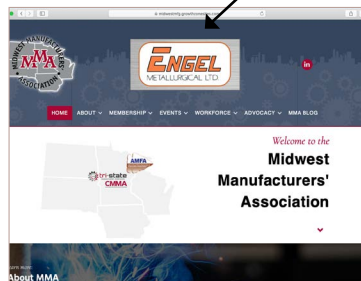 midwestmfg.growthzoneapp.com
MIDWEST MANUFACTURERS'
MMA
ASSOCIATION
ENGEL
METALLURGICAL LTD.
in
HOME ABOUT MEMBERSHIP EVENTS WORKFORCE ADVOCACY MMA BLOG
Welcome to the
Midwest
Manufacturers'
Association
AMFA
tri-state
CMMA
About MMA